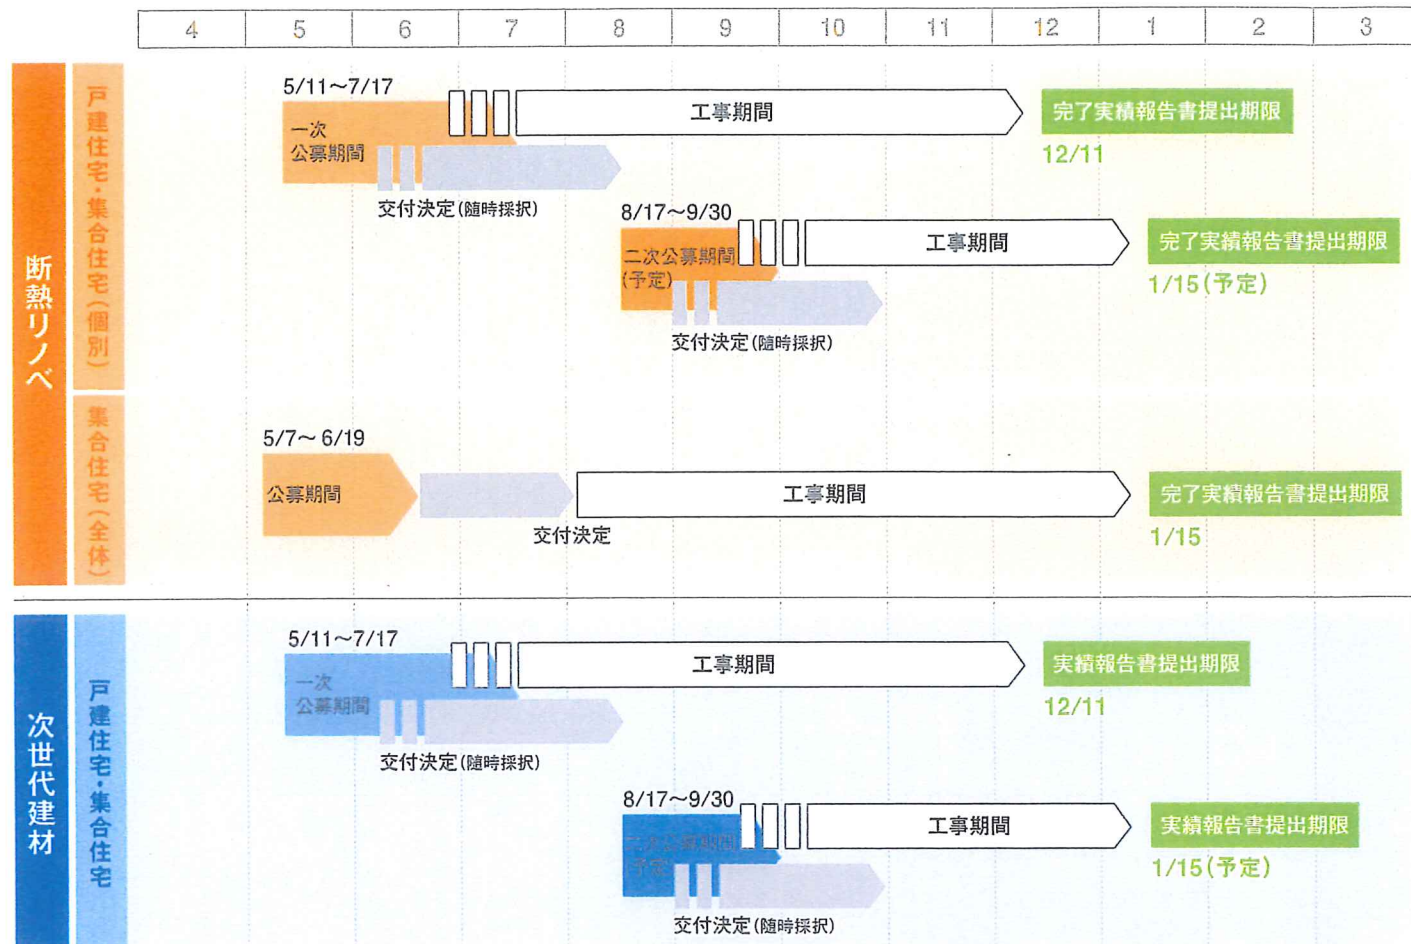 4 5 6 7 8 9 10 11 12 1 2 3
断熱リノベ
戸建住宅・集合住宅（個別）
5/11～7/17
一次
公募期間
工事期間
完了実績報告書提出期限
12/11
交付決定(随時採択)
8/17～9/30
二次公募期間
(予定)
工事期間
完了実績報告書提出期限
1/15(予定)
交付決定(随時採択)
集合住宅（全体）
5/7～6/19
公募期間
工事期間
完了実績報告書提出期限
1/15
交付決定
次世代建材
戸建住宅・集合住宅
5/11～7/17
一次
公募期間
工事期間
実績報告書提出期限
12/11
交付決定(随時採択)
8/17～9/30
二次公募期間
(予定)
工事期間
実績報告書提出期限
1/15(予定)
交付決定(随時採択)